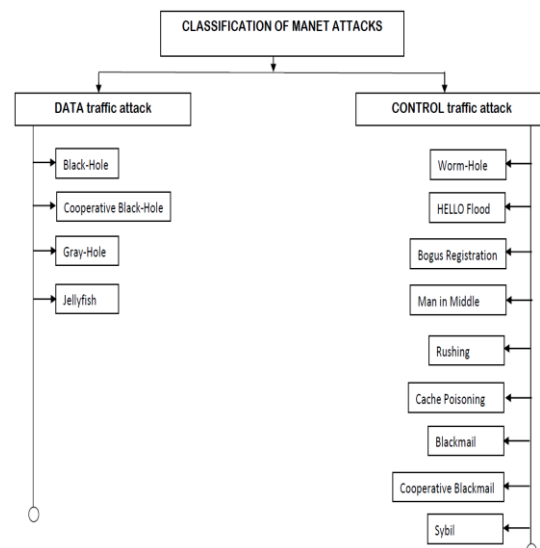 CLASSIFICATION OF MANET ATTACKS
DATA traffic attack
CONTROL traffic attack
Black-Hole
Cooperative Black-Hole
Gray-Hole
Jellyfish
Worm-Hole
HELLO Flood
Bogus Registration
Man in Middle
Rushing
Cache Poisoning
Blackmail
Cooperative Blackmail
Sybil